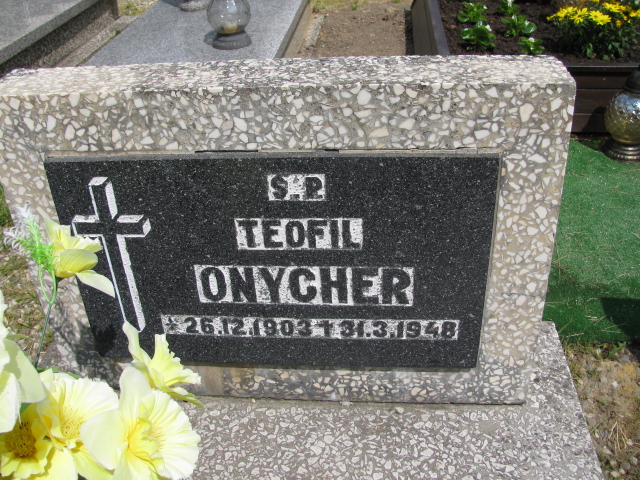 Ś.P.
TEOFIL
ONYCHER
* 26.12.1903 † 31.3.1948